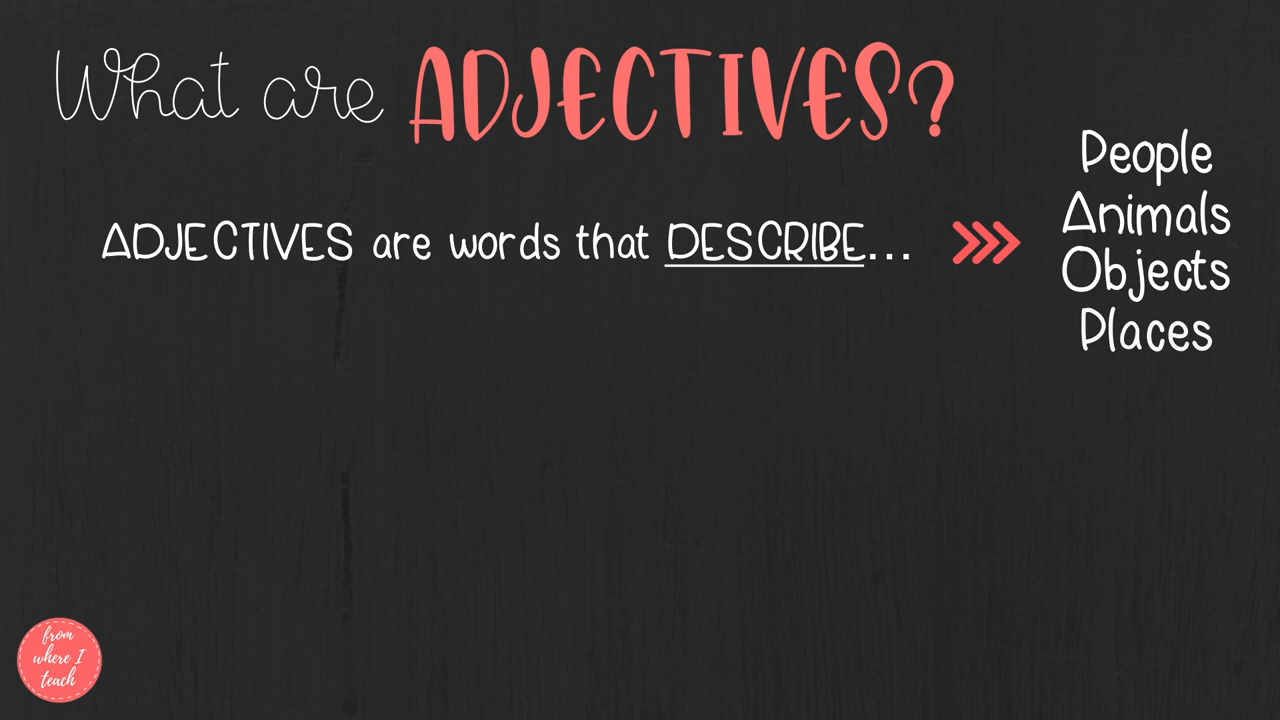 What are ADJECTIVES?
ADJECTIVES are words that DESCRIBE...
People
Animals
Objects
Places
from
where I
teach